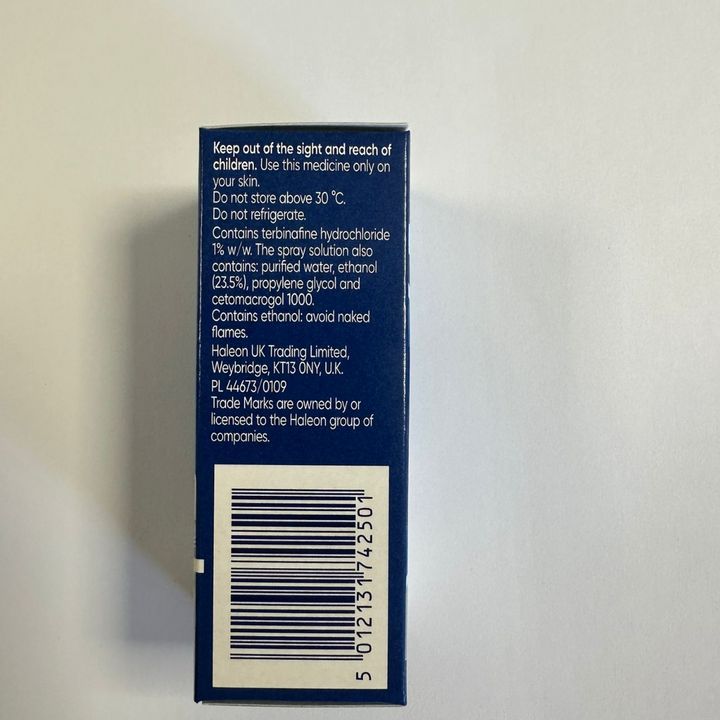 Keep out of the sight and reach of
children. Use this medicine only on
your skin.
Do not store above 30 °C.
Do not refrigerate.
Contains terbinafine hydrochloride
1% w/w. The spray solution also
contains: purified water, ethanol
(23.5%), propylene glycol and
cetomacrogol 1000.
Contains ethanol: avoid naked
flames.
Haleon UK Trading Limited,
Weybridge, KT13 0NY, U.K.
PL 44673/0109
Trade Marks are owned by or
licensed to the Haleon group of
companies.
5 012131 742501